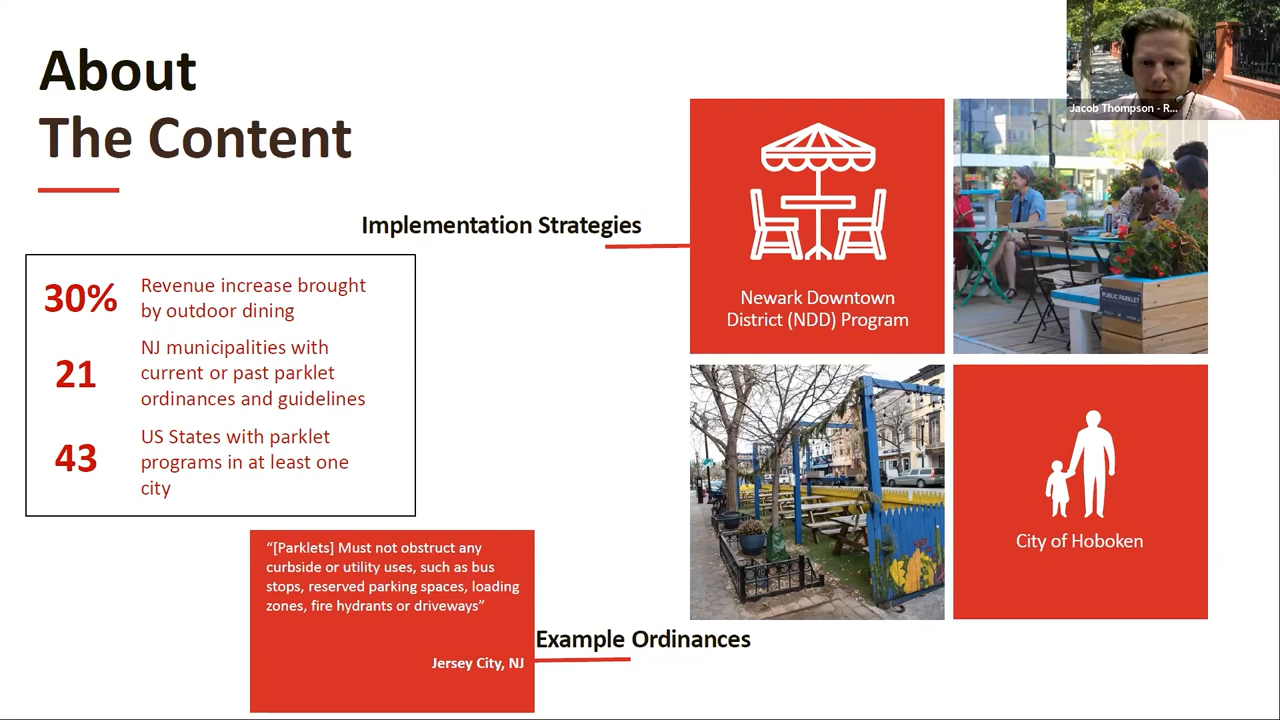 About
The Content
Jacob Thompson - R...
Implementation Strategies
30%
Revenue increase brought
by outdoor dining
21
NJ municipalities with
current or past parklet
ordinances and guidelines
43
US States with parklet
programs in at least one
city
Newark Downtown
District (NDD) Program
PUBLIC PARKLET
City of Hoboken
“[Parklets] Must not obstruct any
curbside or utility uses, such as bus
stops, reserved parking spaces, loading
zones, fire hydrants or driveways”
Jersey City, NJ
Example Ordinances